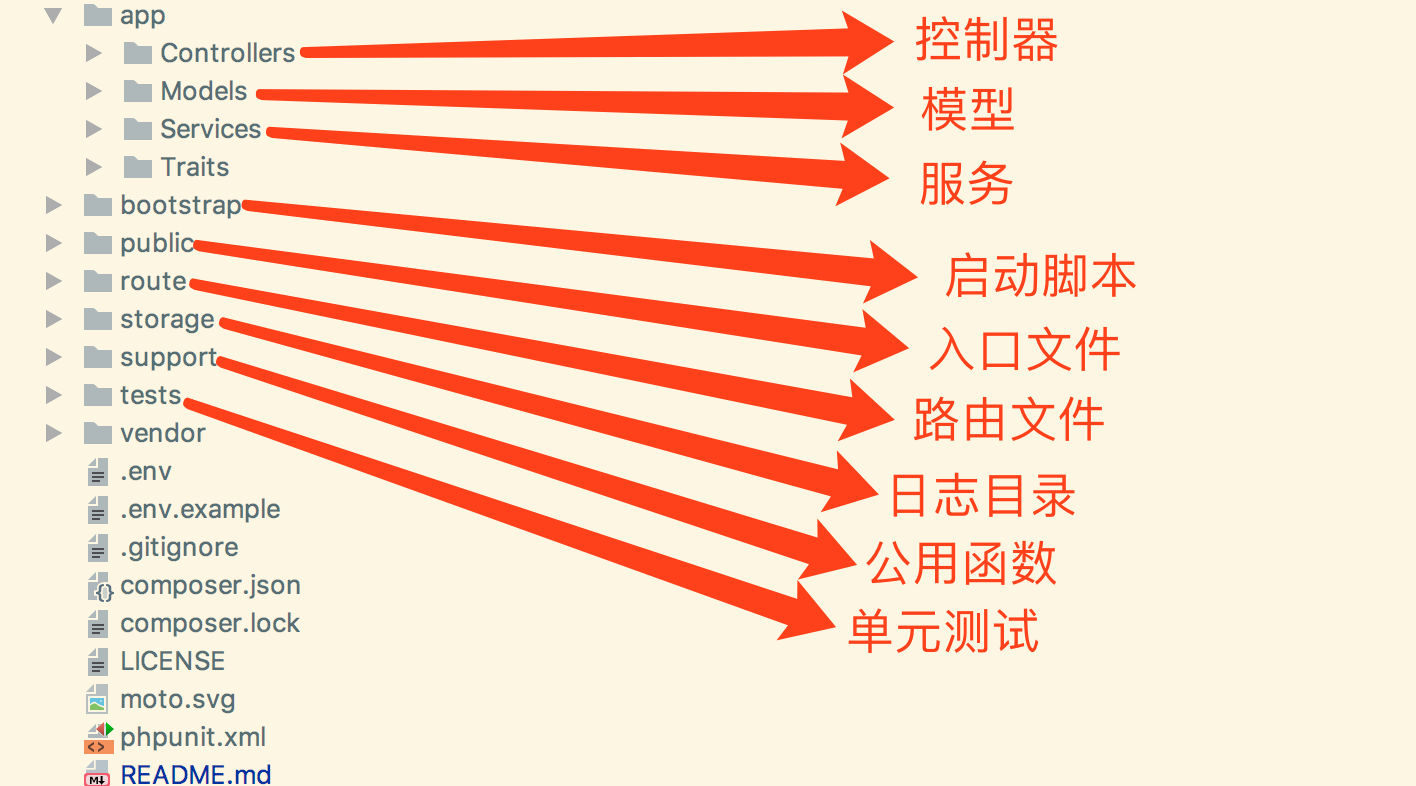 app
Controllers 控制器
Models 模型
Services 服务
Traits
bootstrap 启动脚本
public 入口文件
route 路由文件
storage 日志目录
support 公用函数
tests 单元测试
vendor
.env
.env.example
.gitignore
composer.json
composer.lock
LICENSE
moto.svg
phpunit.xml
README.md